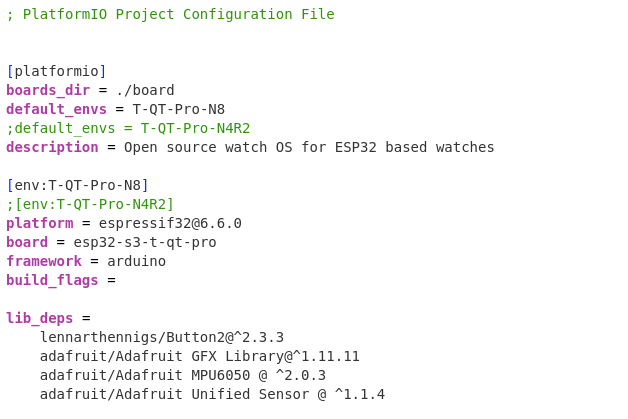 ; PlatformIO Project Configuration File
[platformio]
boards_dir = ./board
default_envs = T-QT-Pro-N8
;default_envs = T-QT-Pro-N4R2
description = Open source watch OS for ESP32 based watches
[env:T-QT-Pro-N8]
;[env:T-QT-Pro-N4R2]
platform = espressif32@6.6.0
board = esp32-s3-t-qt-pro
framework = arduino
build_flags =
lib_deps =
    lennarthennigs/Button2@^2.3.3
    adafruit/Adafruit GFX Library@^1.11.11
    adafruit/Adafruit MPU6050 @ ^2.0.3
    adafruit/Adafruit Unified Sensor @ ^1.1.4